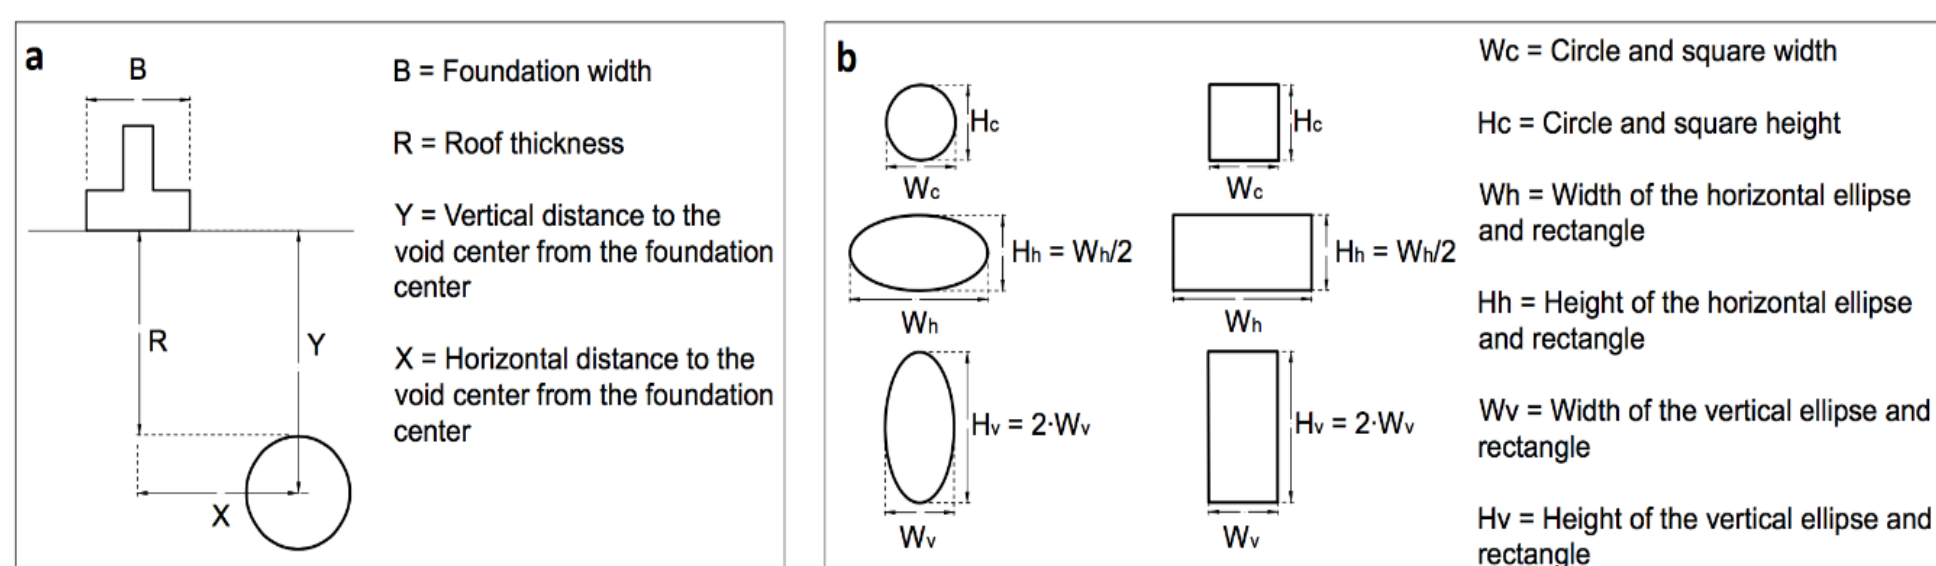 a
B
R
Y
X
B = Foundation width
R = Roof thickness
Y = Vertical distance to the
void center from the foundation
center
X = Horizontal distance to the
void center from the foundation
center
b
Hc
Wc
Hc
Wc
Hh = Wh/2
Wh
Hh = Wh/2
Wh
Hv = 2·Wv
Wv
Hv = 2·Wv
Wv
Wc = Circle and square width
Hc = Circle and square height
Wh = Width of the horizontal ellipse
and rectangle
Hh = Height of the horizontal ellipse
and rectangle
Wv = Width of the vertical ellipse and
rectangle
Hv = Height of the vertical ellipse and
rectangle